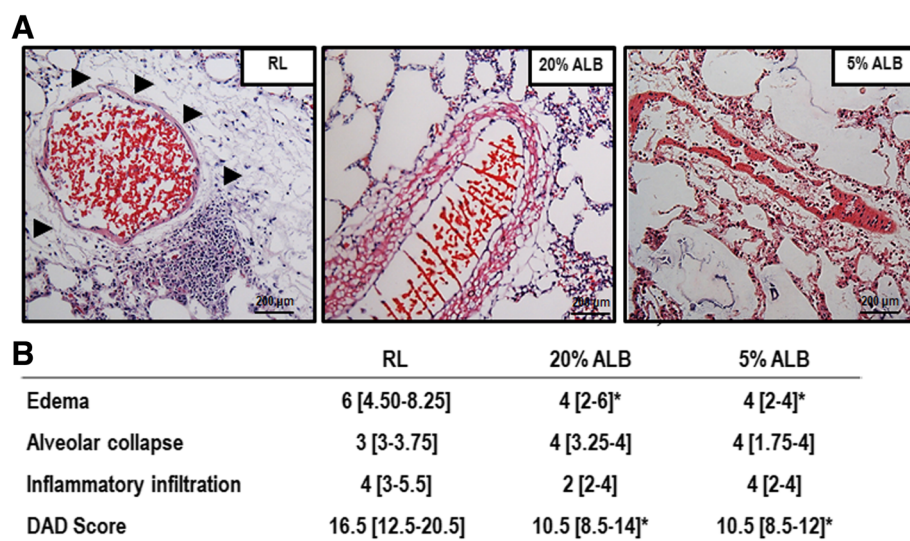 A
RL
20% ALB
5% ALB
200 µm
200 µm
200 µm
B
RL 20% ALB 5% ALB
Edema 6 [4.50-8.25] 4 [2-6]* 4 [2-4]*
Alveolar collapse 3 [3-3.75] 4 [3.25-4] 4 [1.75-4]
Inflammatory infiltration 4 [3-5.5] 2 [2-4] 4 [2-4]
DAD Score 16.5 [12.5-20.5] 10.5 [8.5-14]* 10.5 [8.5-12]*